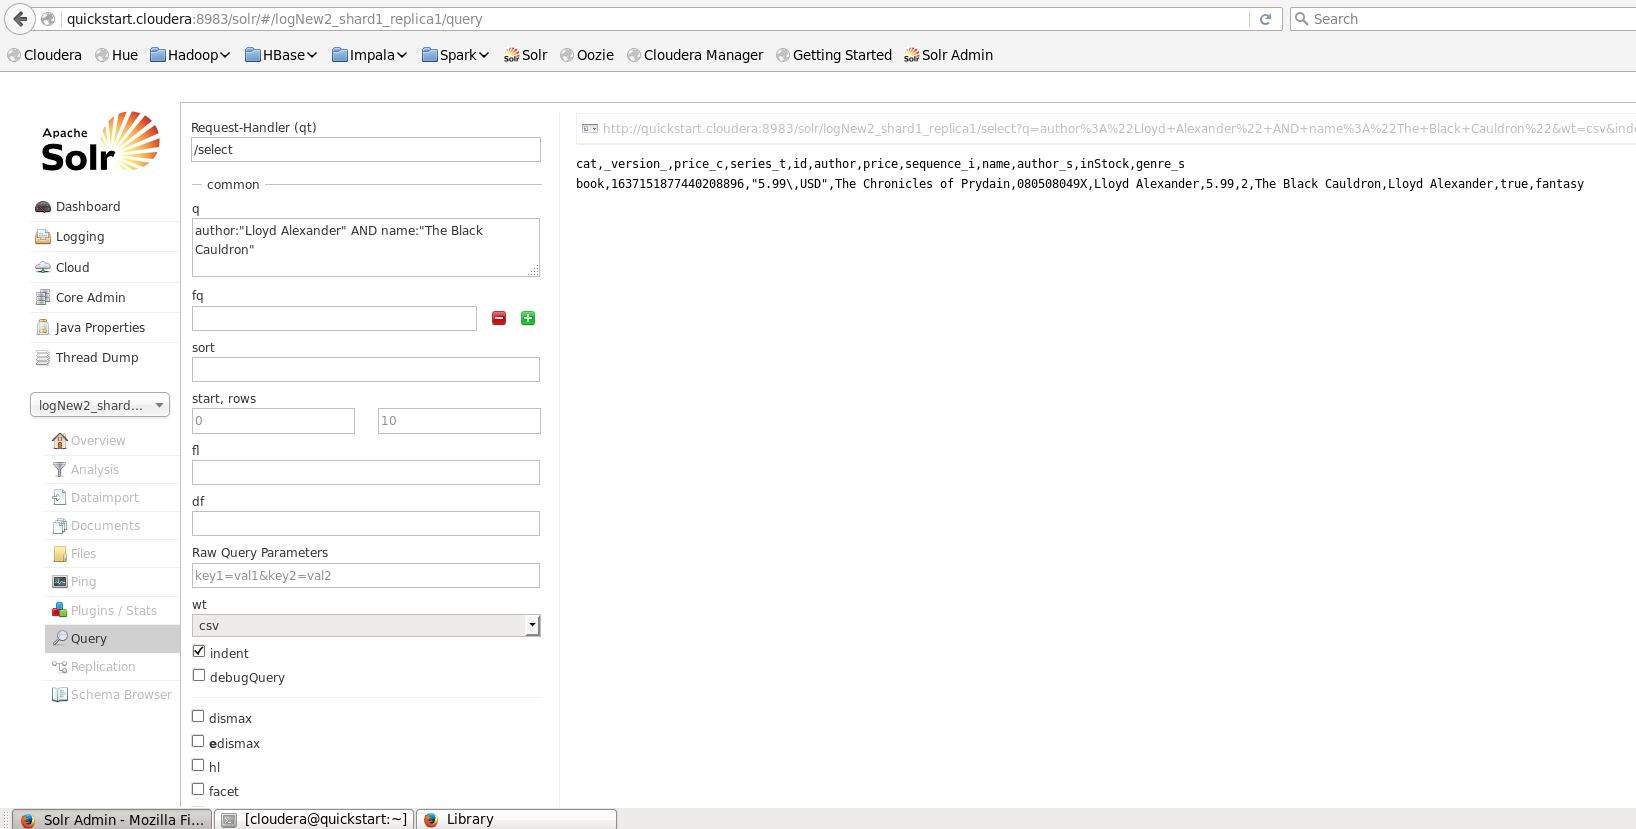 quickstart.cloudera:8983/solr/#/logNew2_shard1_replica1/query
Search
Cloudera Hue Hadoop HBase Impala Spark Solr Oozie Cloudera Manager Getting Started Solr Admin
Apache
Solr
Dashboard
Logging
Cloud
Core Admin
Java Properties
Thread Dump
logNew2_shard...
Overview
Analysis
Dataimport
Documents
Files
Ping
Plugins / Stats
Query
Replication
Schema Browser
Request-Handler (qt)
/select
common
q
author:"Lloyd Alexander" AND name:"The Black
Cauldron"
fq
sort
start, rows
0 10
fl
df
Raw Query Parameters
key1=val1&key2=val2
wt
csv
indent
debugQuery
dismax
edismax
hl
facet
http://quickstart.cloudera:8983/solr/logNew2_shard1_replica1/select?q=author%3A%22Lloyd+Alexander%22+AND+name%3A%22The+Black+Cauldron%22&wt=csv&inde
cat,_version_,price_c,series_t,id,author,price,sequence_i,name,author_s,inStock,genre_s
book,1637151877440208896,"5.99\,USD",The Chronicles of Prydain,080508049X,Lloyd Alexander,5.99,2,The Black Cauldron,Lloyd Alexander,true,fantasy
Solr Admin - Mozilla Fi... [cloudera@quickstart:~] Library